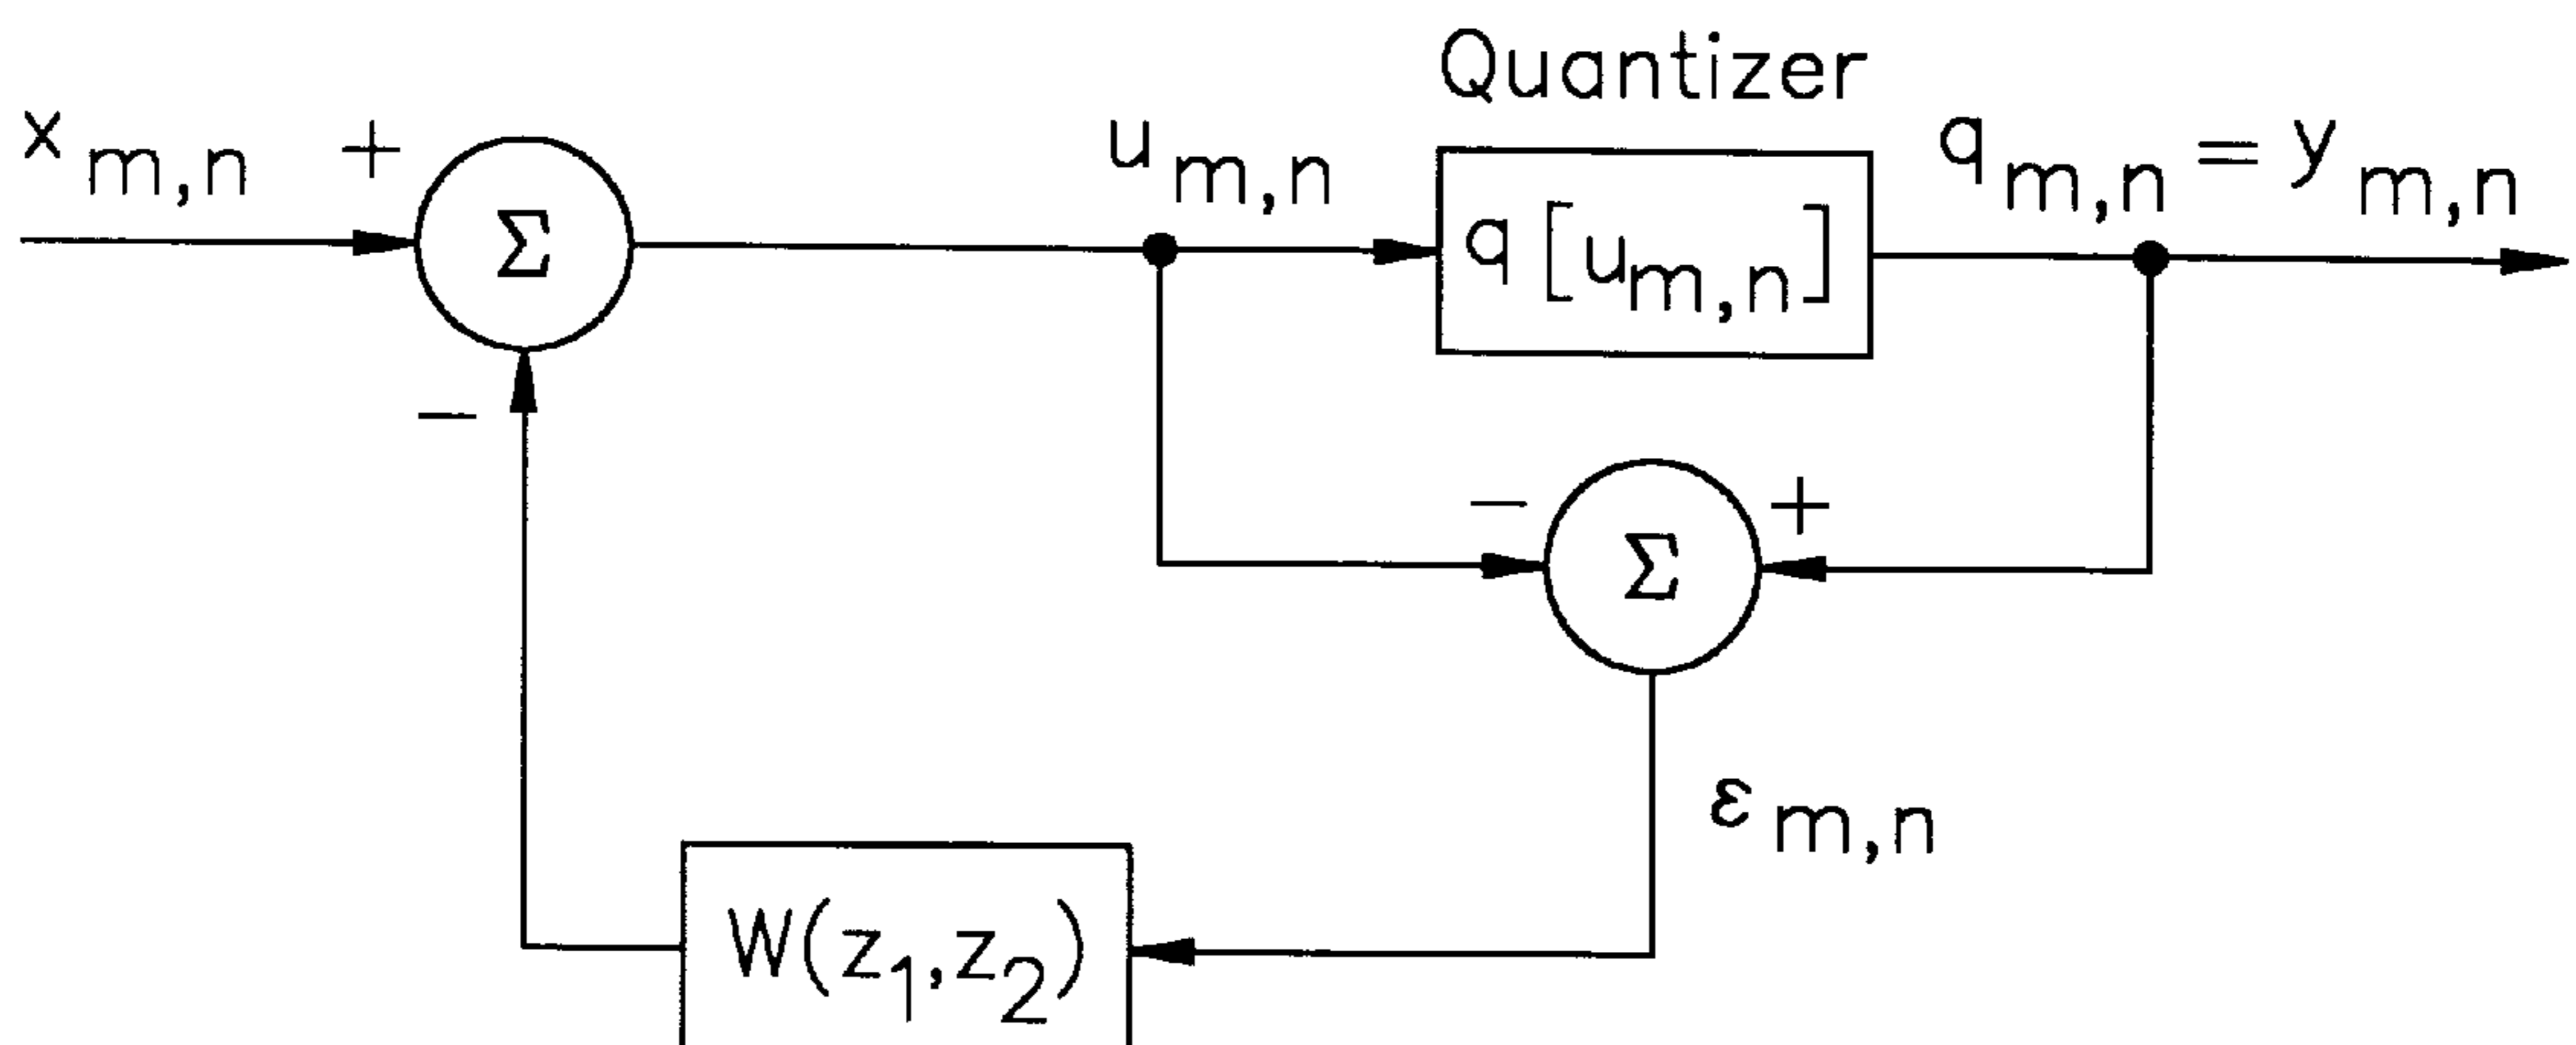 Quantizer
x m,n +
Σ
u m,n
q [u m,n]
q m,n = y m,n
−
− +
Σ
ε m,n
W(z1,z2)